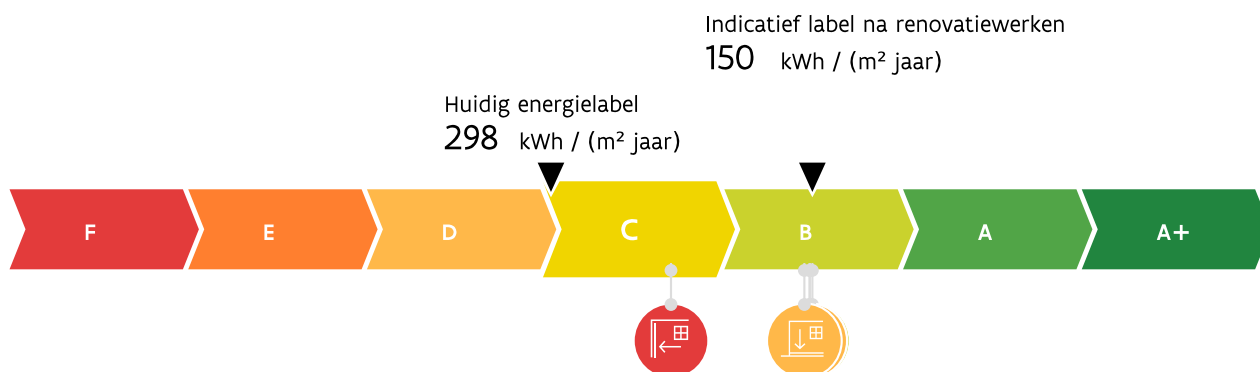 Indicatief label na renovatiewerken
150 kWh / (m² jaar)
Huidig energielabel
298 kWh / (m² jaar)
F E D C B A A+